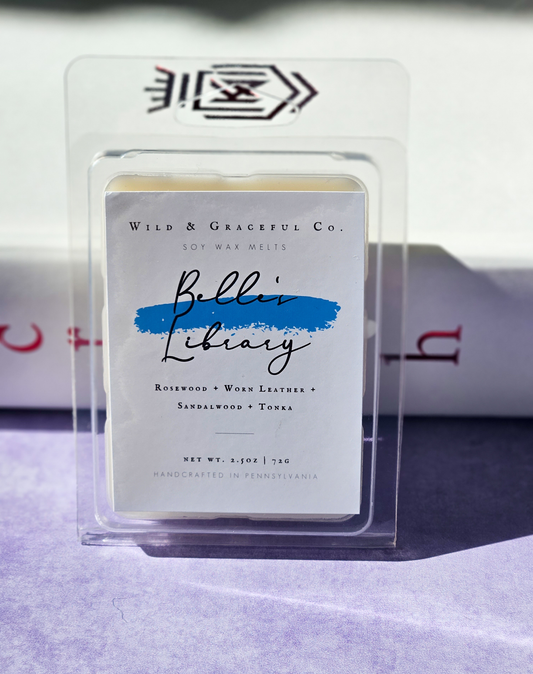 Wild & Graceful Co.
SOY WAX MELTS
Belle's
Library
Rosewood + Worn Leather +
Sandalwood + Tonka
NET WT. 2.5OZ | 72G
HANDCRAFTED IN PENNSYLVANIA